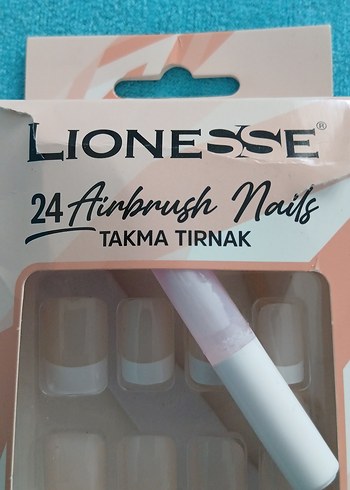 LIONESSE®
24 Airbrush Nails
TAKMA TIRNAK